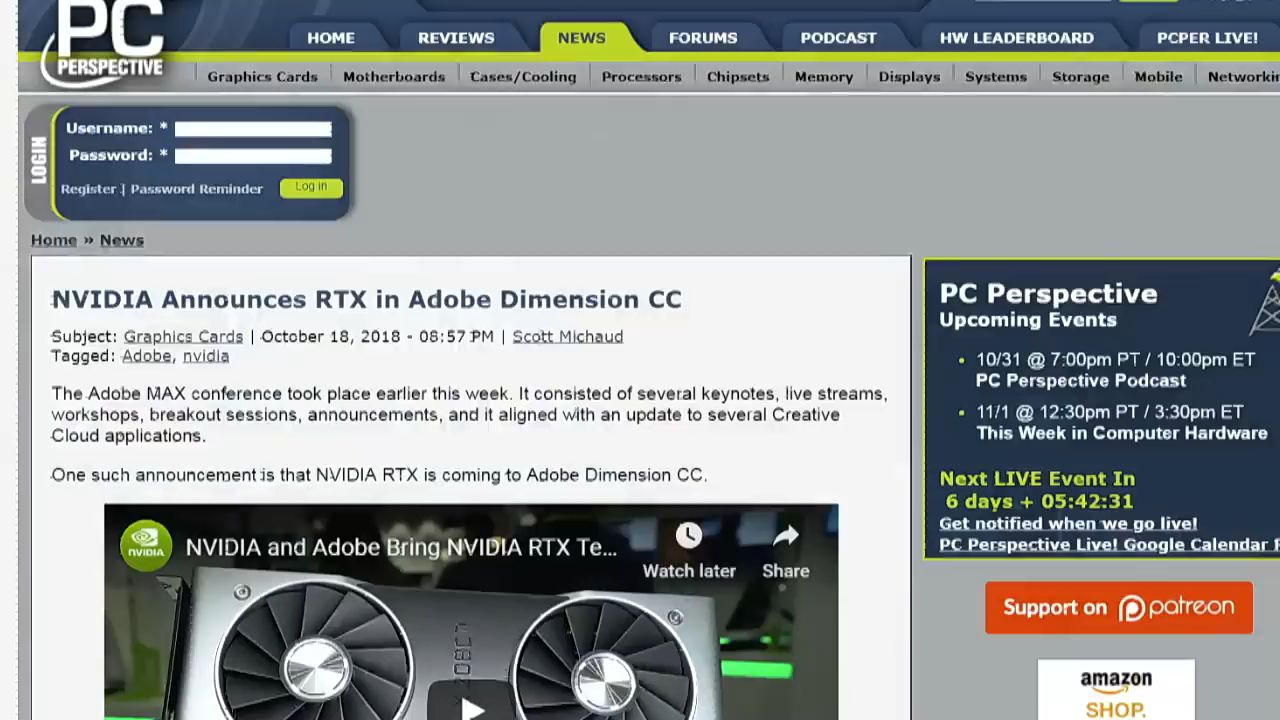 PC
PERSPECTIVE
HOME
REVIEWS
NEWS
FORUMS
PODCAST
HW LEADERBOARD
PCPER LIVE!
Graphics Cards
Motherboards
Cases/Cooling
Processors
Chipsets
Memory
Displays
Systems
Storage
Mobile
LOGIN
Username: *
Password: *
Register | Password Reminder
Log in
Home » News
NVIDIA Announces RTX in Adobe Dimension CC
Subject: Graphics Cards | October 18, 2018 - 08:57 PM | Scott Michaud
Tagged: Adobe, nvidia
The Adobe MAX conference took place earlier this week. It consisted of several keynotes, live streams,
workshops, breakout sessions, announcements, and it aligned with an update to several Creative
Cloud applications.
One such announcement is that NVIDIA RTX is coming to Adobe Dimension CC.
NVIDIA
NVIDIA and Adobe Bring NVIDIA RTX Te...
Watch later
Share
PC Perspective
Upcoming Events
10/31 @ 7:00pm PT / 10:00pm ET
PC Perspective Podcast
11/1 @ 12:30pm PT / 3:30pm ET
This Week in Computer Hardware
Next LIVE Event In
6 days + 05:42:31
Get notified when we go live!
PC Perspective Live! Google Calendar
Support on patreon
amazon
SHOP.